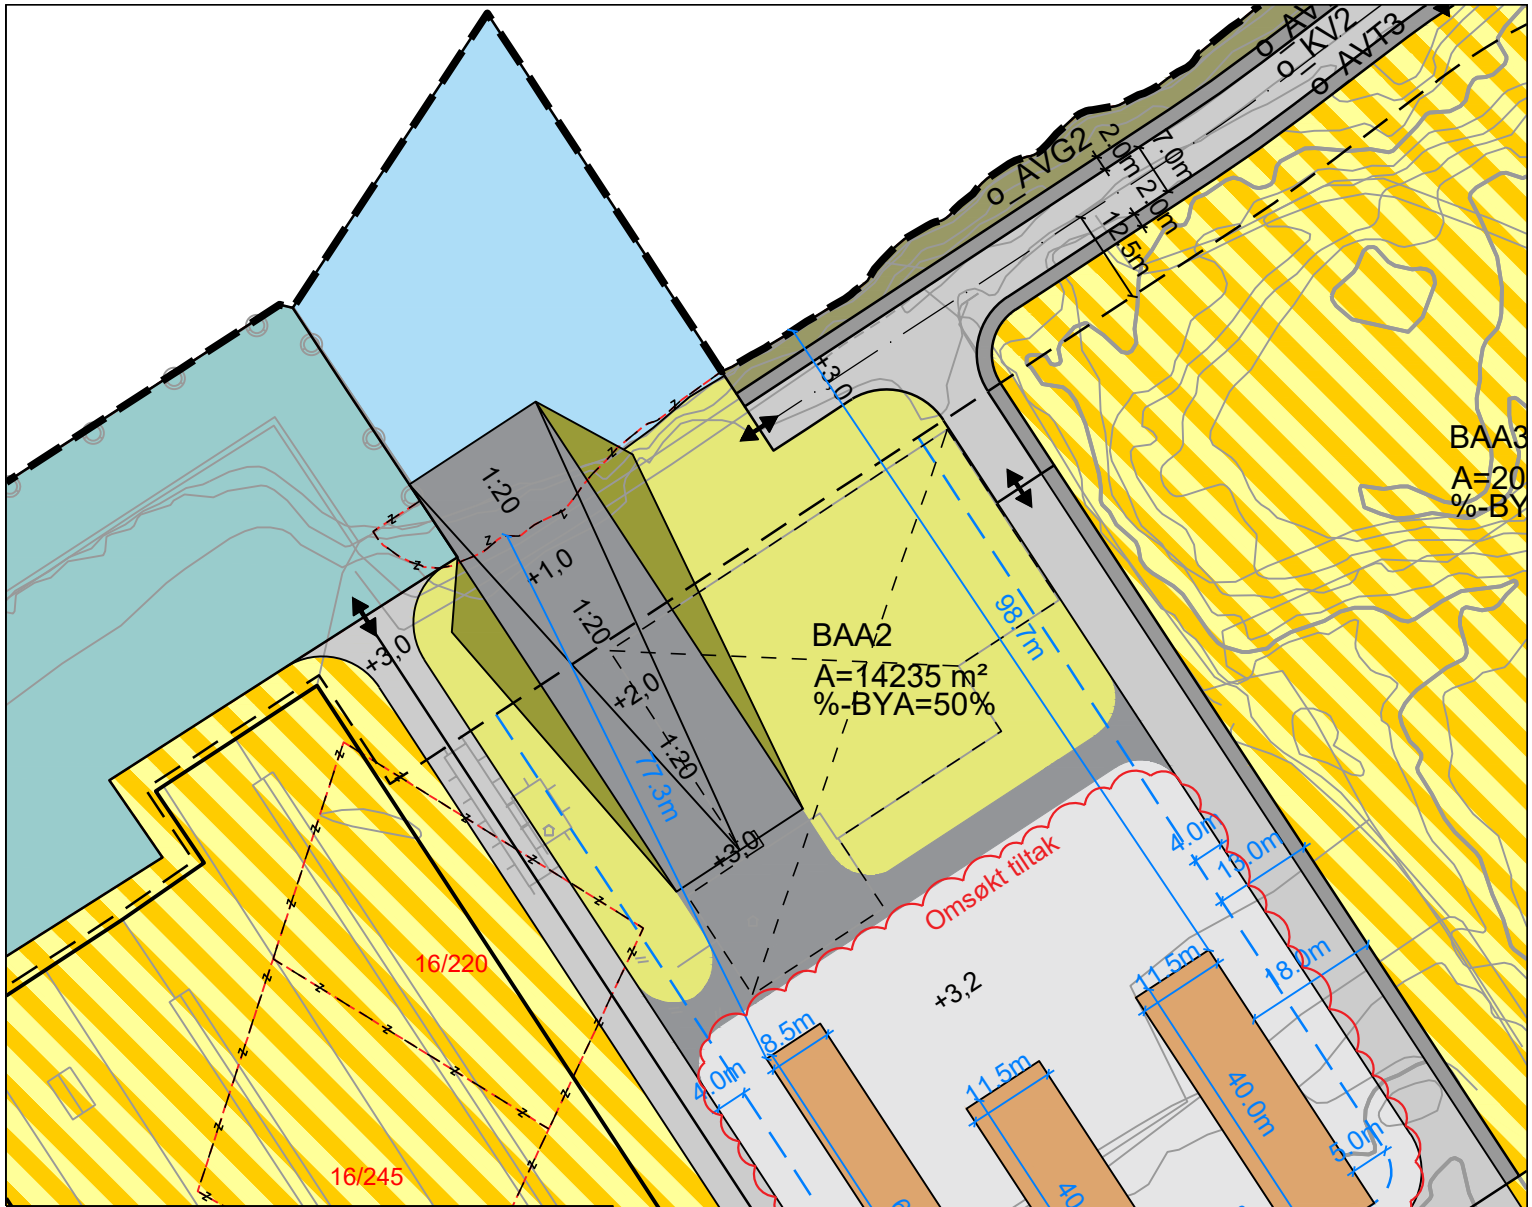 o_KV2
o_AVT3
o_AVG2
2.0m
7.0m
2.0m
12.5m
+3,0
BAA3
1:20
+1,0
1:20
+3,0
+2,0
1:20
77.3m
+3,0
98.7m
BAA2
A=14235 m²
%-BYA=50%
4.0m
13.0m
Omsøkt tiltak
16/220
+3,2
11.5m
18.0m
8.5m
4.0m
11.5m
40.0m
5.0m
16/245